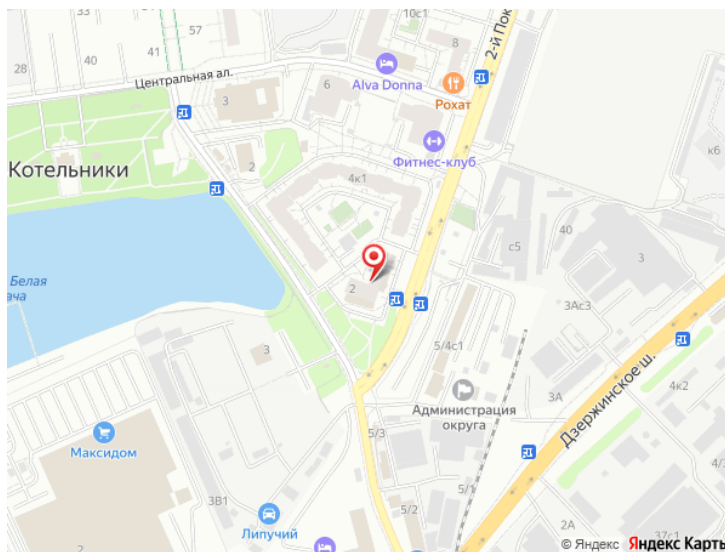 10с1
57
8
2-й Пок
40
41
28
54
Центральная ал.
Alva Donna
Рохат
6
3
Фитнес-клуб
к6
2
Котельники
4к1
40
с5
3
Белая
ача
2
3Ас3
3
5/4с1
Дзержинское ш.
3А
4к2
Администрация
округа
Максидом
5/3
4/
3В1
5/1
5/2
Липучий
2А
37с1
2
© Яндекс Яндекс Карты